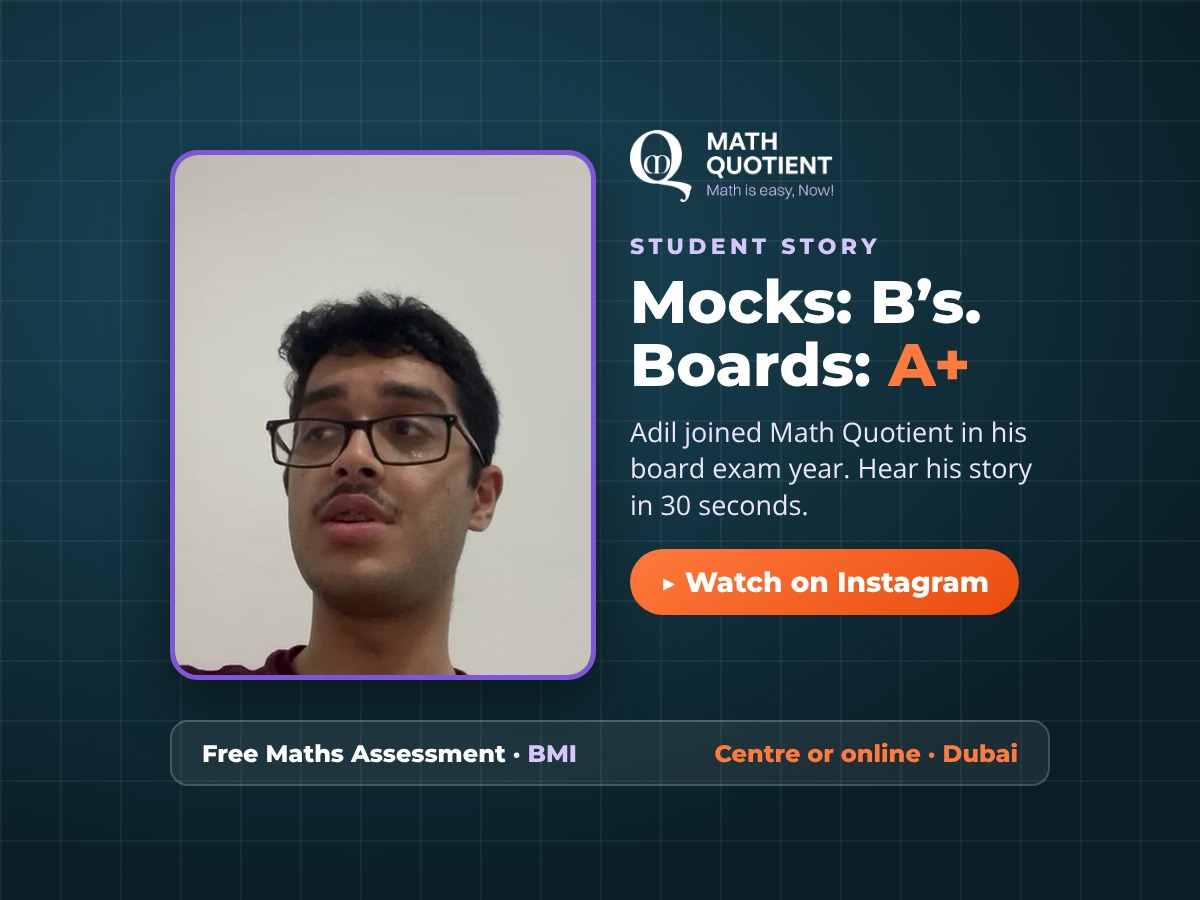 MATH
QUOTIENT
Math is easy, Now!
STUDENT STORY
Mocks: B’s.
Boards: A+
Adil joined Math Quotient in his
board exam year. Hear his story
in 30 seconds.
▸ Watch on Instagram
Free Maths Assessment · BMI
Centre or online · Dubai